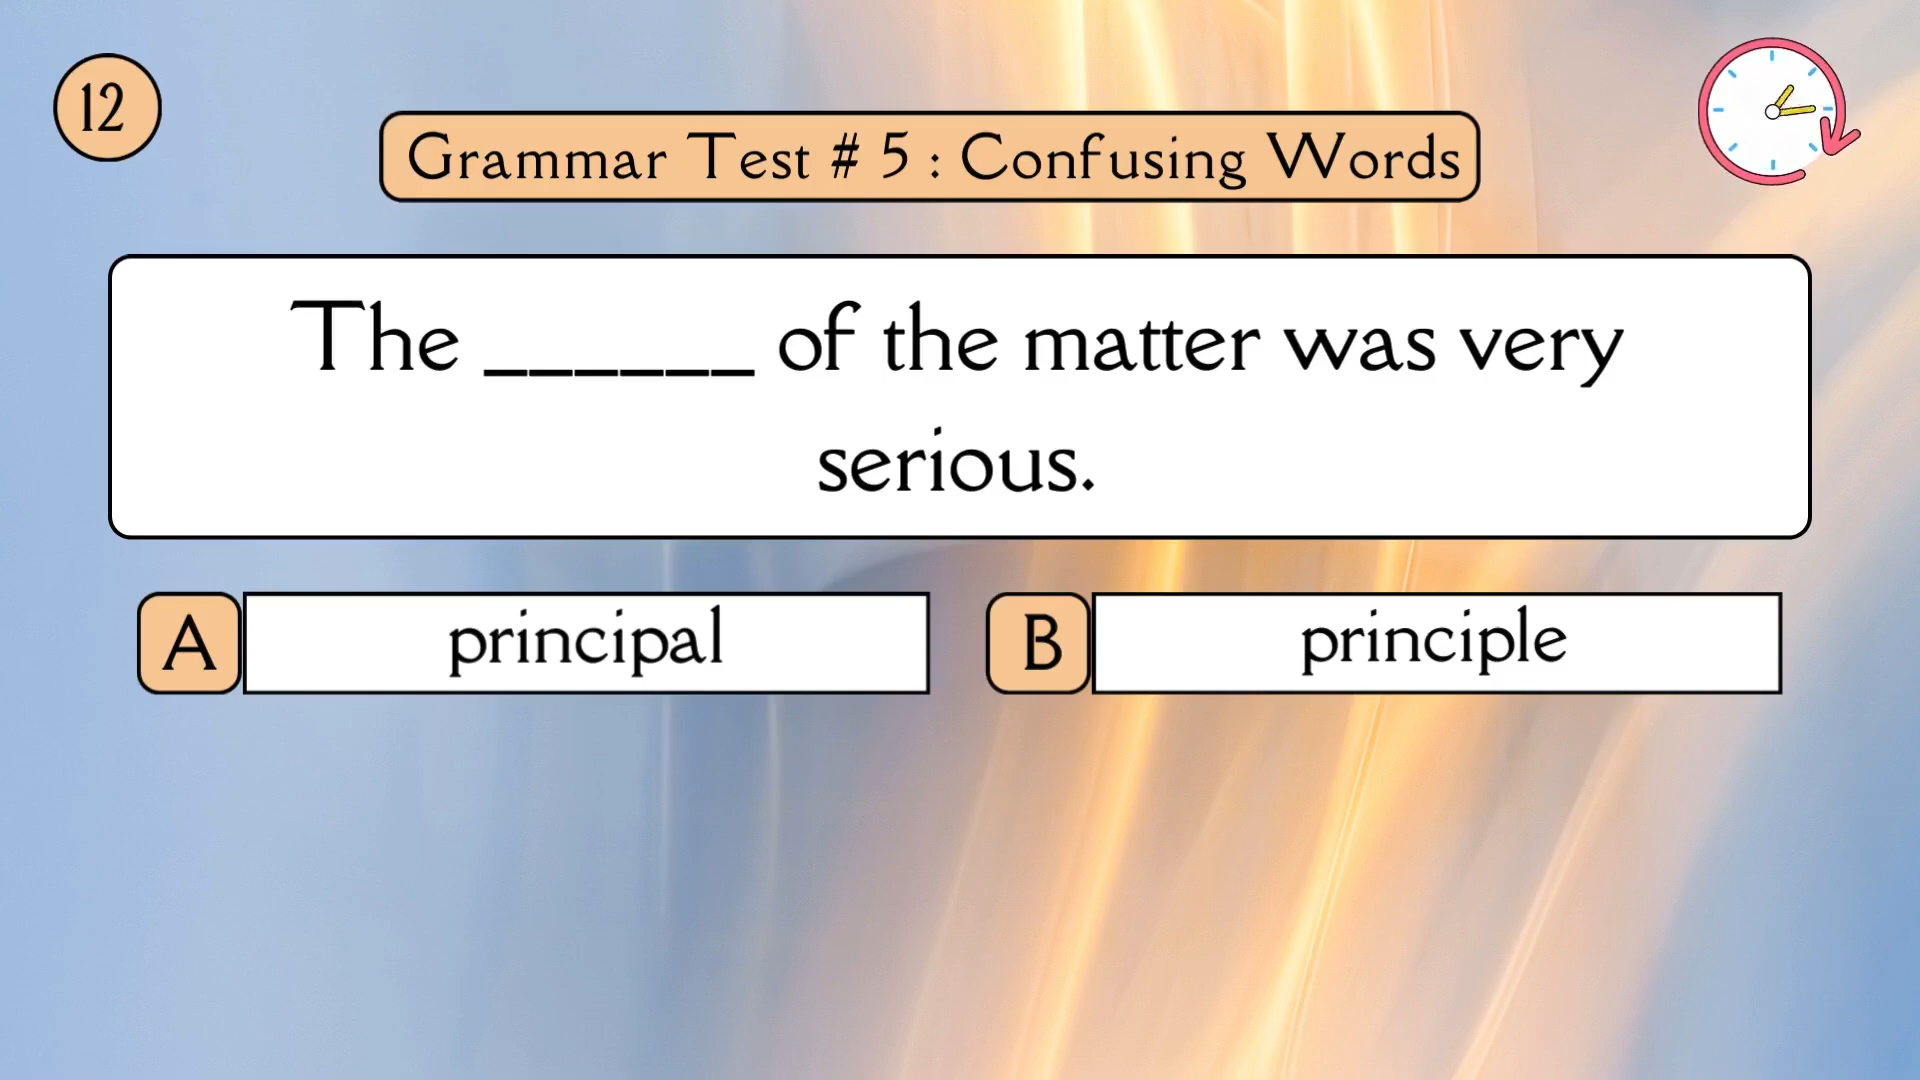 12
Grammar Test # 5 : Confusing Words
The ______ of the matter was very
serious.
A principal
B principle